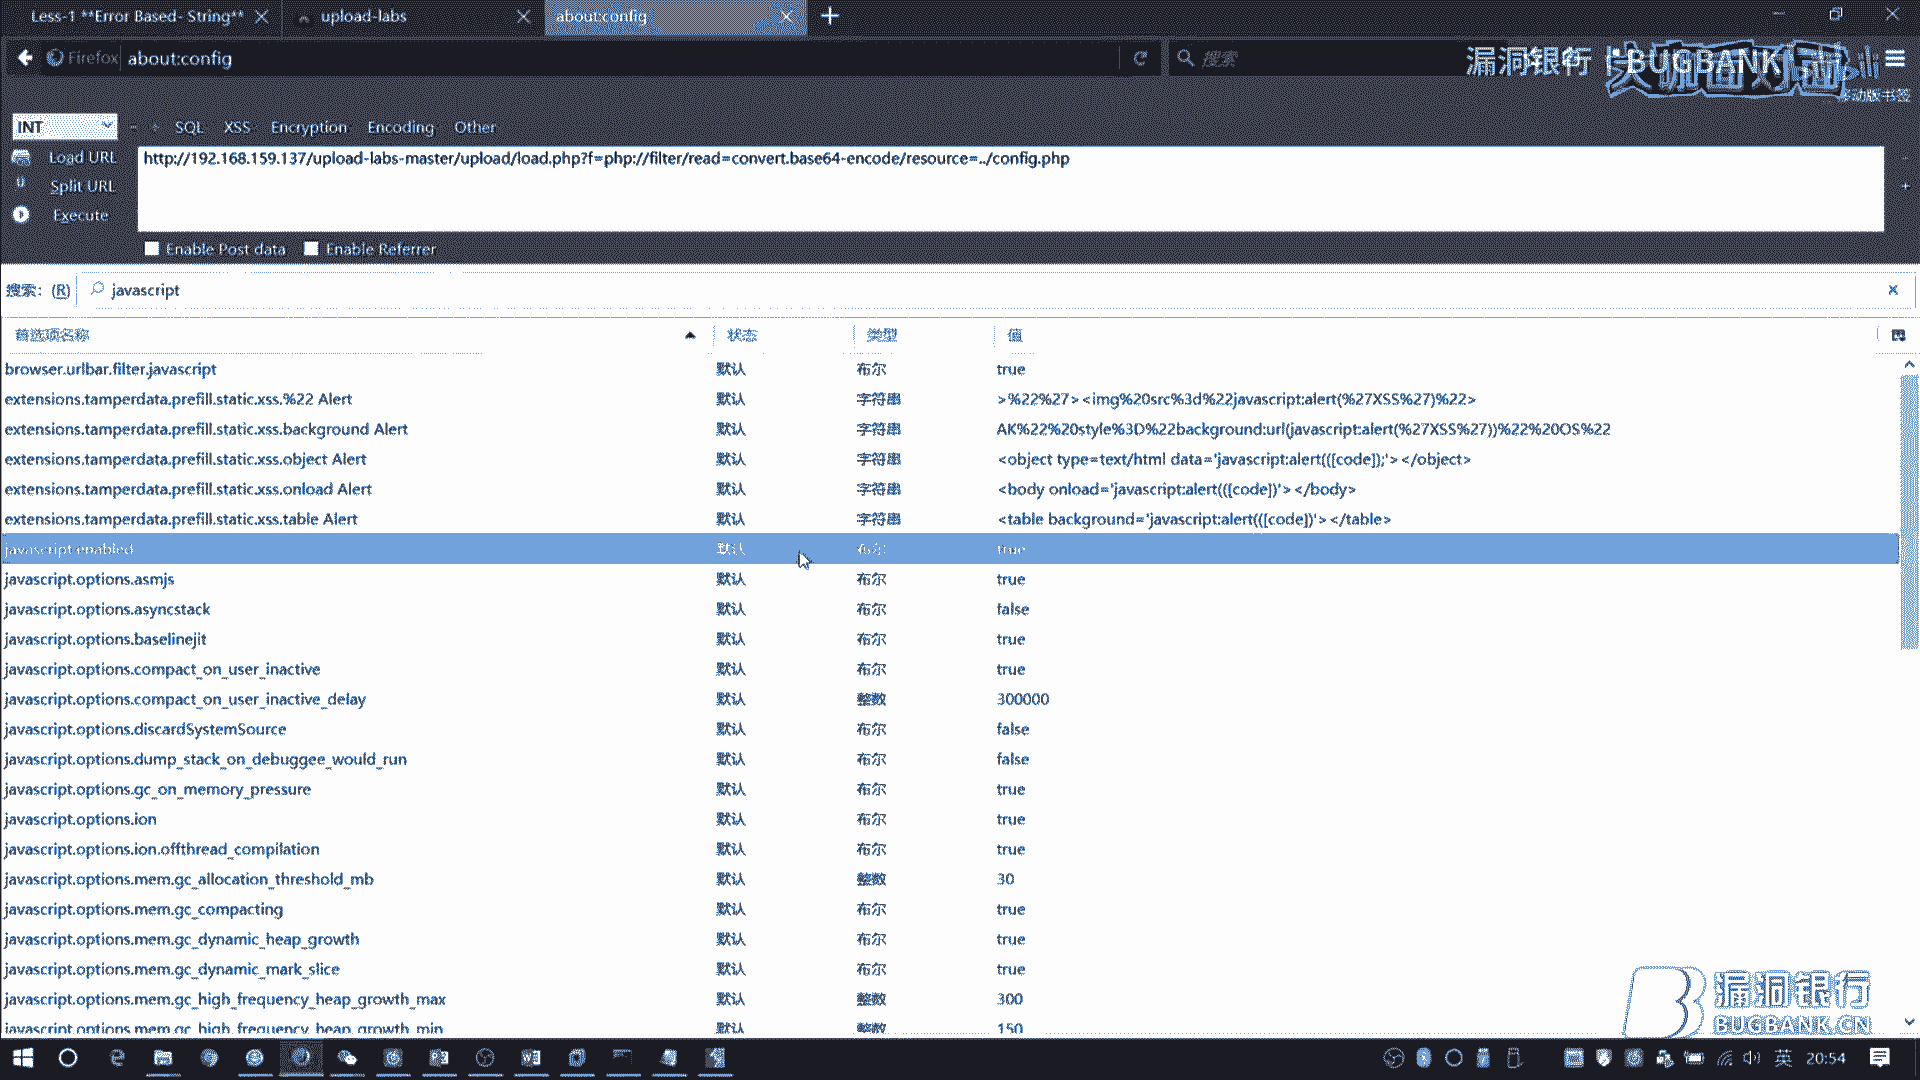 Less-1 **Error Based- String**
upload-labs
about:config
Firefox
about:config
搜索
漏洞银行 | BUGBANK
移动版书签
INT
SQL XSS Encryption Encoding Other
Load URL
http://192.168.159.137/upload-labs-master/upload/load.php?f=php://filter/read=convert.base64-encode/resource=../config.php
Split URL
Execute
Enable Post data Enable Referrer
搜索: (R) javascript
首选项名称 状态 类型 值
browser.urlbar.filter.javascript 默认 布尔 true
extensions.tamperdata.prefill.static.xss.%22 Alert 默认 字符串 >%22%27><img%20src%3d%22javascript:alert(%27XSS%27)%22>
extensions.tamperdata.prefill.static.xss.background Alert 默认 字符串 AK%22%20style%3D%22background:url(javascript:alert(%27XSS%27))%22%20OS%22
extensions.tamperdata.prefill.static.xss.object Alert 默认 字符串 <object type=text/html data='javascript:alert(([code]);'></object>
extensions.tamperdata.prefill.static.xss.onload Alert 默认 字符串 <body onload='javascript:alert(([code])'></body>
extensions.tamperdata.prefill.static.xss.table Alert 默认 字符串 <table background='javascript:alert(([code])'></table>
javascript.enabled 默认 布尔 true
javascript.options.asmjs 默认 布尔 true
javascript.options.asyncstack 默认 布尔 false
javascript.options.baselinejit 默认 布尔 true
javascript.options.compact_on_user_inactive 默认 布尔 true
javascript.options.compact_on_user_inactive_delay 默认 整数 300000
javascript.options.discardSystemSource 默认 布尔 false
javascript.options.dump_stack_on_debuggee_would_run 默认 布尔 false
javascript.options.gc_on_memory_pressure 默认 布尔 true
javascript.options.ion 默认 布尔 true
javascript.options.ion.offthread_compilation 默认 布尔 true
javascript.options.mem.gc_allocation_threshold_mb 默认 整数 30
javascript.options.mem.gc_compacting 默认 布尔 true
javascript.options.mem.gc_dynamic_heap_growth 默认 布尔 true
javascript.options.mem.gc_dynamic_mark_slice 默认 布尔 true
javascript.options.mem.gc_high_frequency_heap_growth_max 默认 整数 300
javascript.options.mem.gc_high_frequency_heap_growth_min 默认 整数 150
漏洞银行
BUGBANK.CN
英 20:54